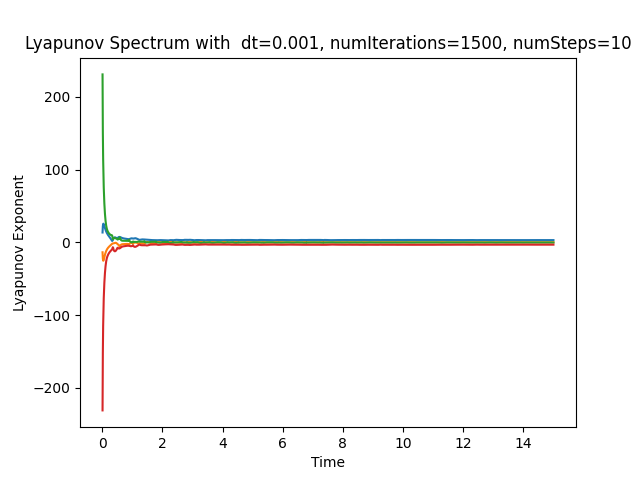 Lyapunov Spectrum with  dt=0.001, numIterations=1500, numSteps=10
200
100
0
−100
−200
Lyapunov Exponent
0 2 4 6 8 10 12 14
Time